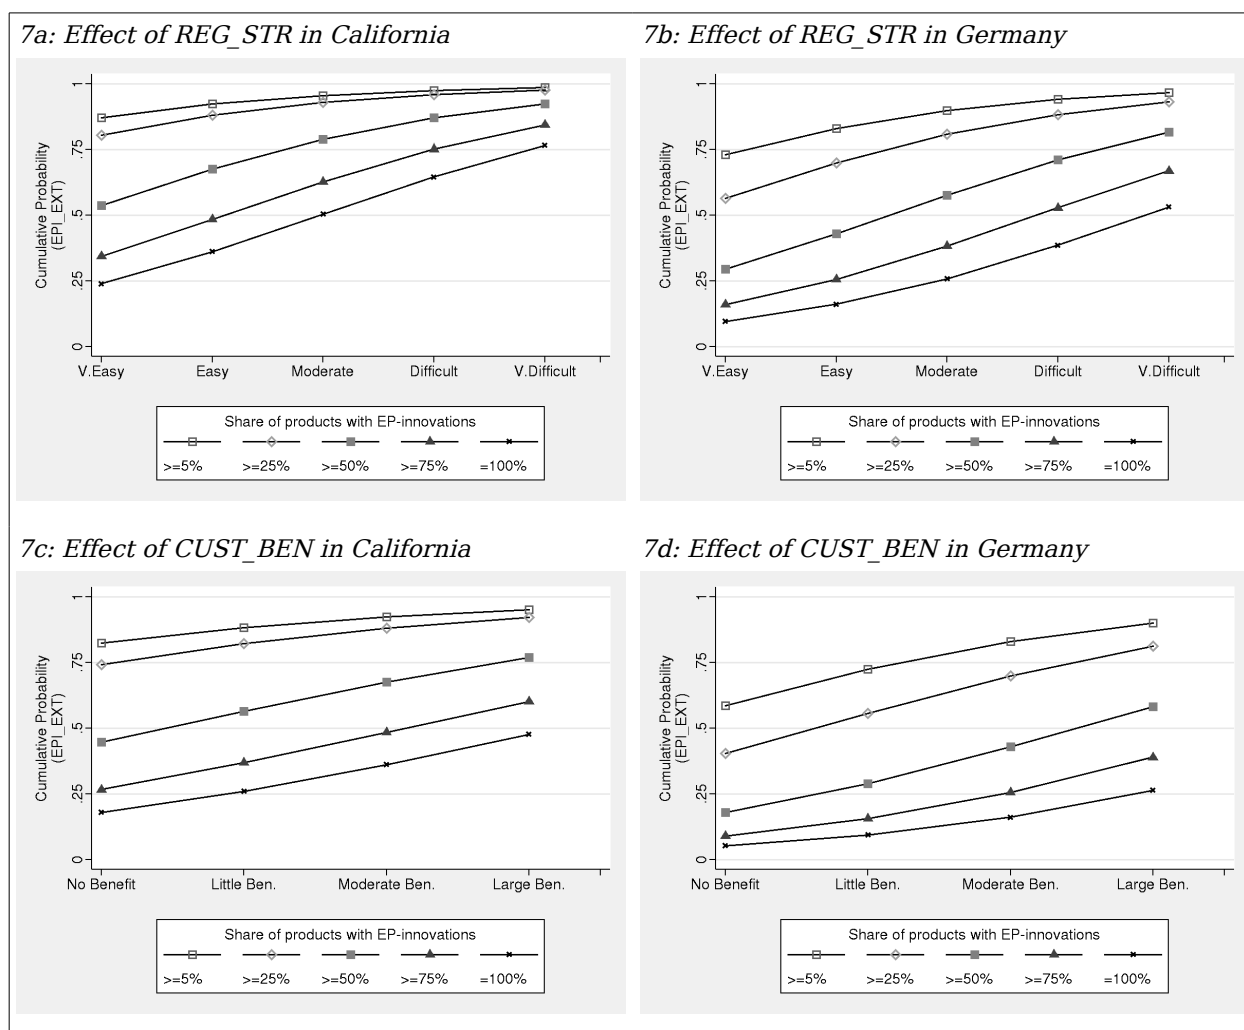 7a: Effect of REG_STR in California
Cumulative Probability
(EPI_EXT)
1
.75
.5
.25
0
V.Easy Easy Moderate Difficult V.Difficult
Share of products with EP-innovations
>=5% >=25% >=50% >=75% =100%
7b: Effect of REG_STR in Germany
Cumulative Probability
(EPI_EXT)
1
.75
.5
.25
0
V.Easy Easy Moderate Difficult V.Difficult
Share of products with EP-innovations
>=5% >=25% >=50% >=75% =100%
7c: Effect of CUST_BEN in California
Cumulative Probability
(EPI_EXT)
1
.75
.5
.25
0
No Benefit Little Ben. Moderate Ben. Large Ben.
Share of products with EP-innovations
>=5% >=25% >=50% >=75% =100%
7d: Effect of CUST_BEN in Germany
Cumulative Probability
(EPI_EXT)
1
.75
.5
.25
0
No Benefit Little Ben. Moderate Ben. Large Ben.
Share of products with EP-innovations
>=5% >=25% >=50% >=75% =100%